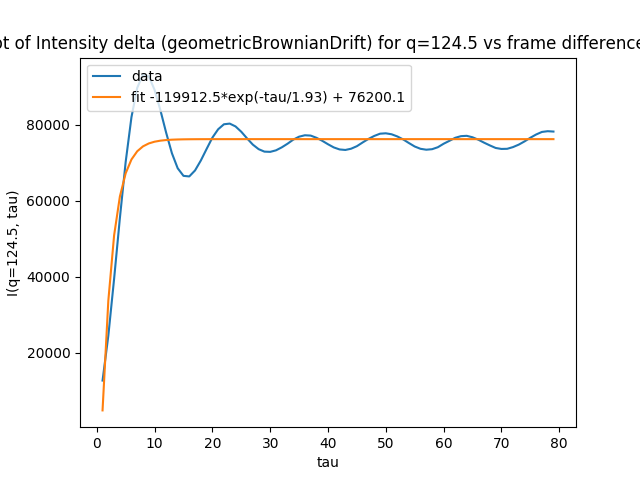 ot of Intensity delta (geometricBrownianDrift) for q=124.5 vs frame difference
data
fit -119912.5*exp(-tau/1.93) + 76200.1
I(q=124.5, tau)
80000
60000
40000
20000
0 10 20 30 40 50 60 70 80
tau